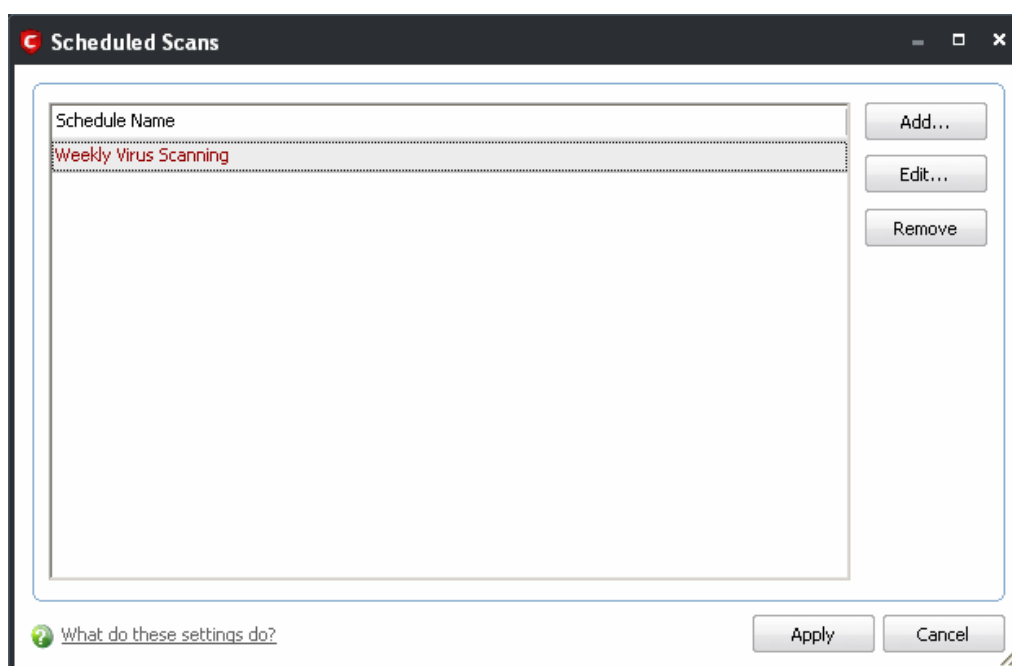 Scheduled Scans
Schedule Name
Weekly Virus Scanning
Add...
Edit...
Remove
What do these settings do?
Apply
Cancel